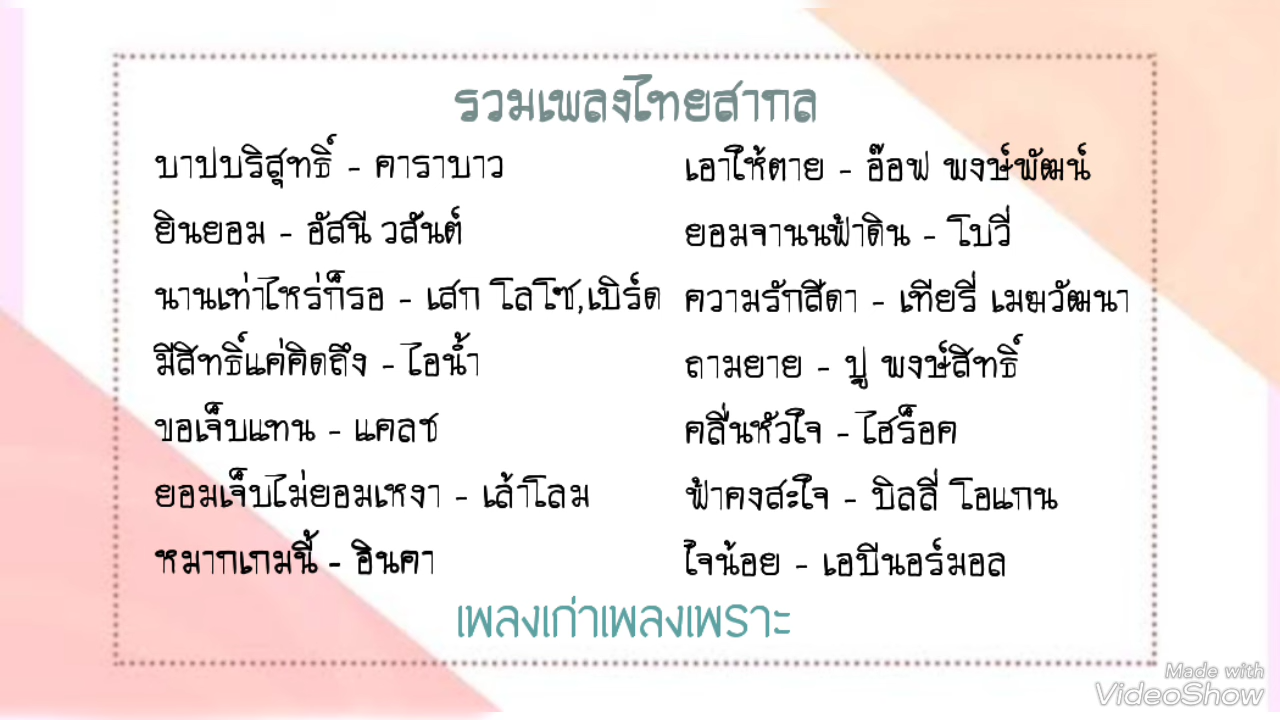 รวมเพลงไทยสากล
บาปบริสุทธิ์ - คาราบาว
ยินยอม - อัสนี วสันต์
นานเท่าไหร่ก็รอ - เสก โลโซ,เบิร์ด
มีสิทธิ์แค่คิดถึง - ไอน้ำ
ขอเจ็บแทน - แคลช
ยอมเจ็บไม่ยอมเหงา - เล้าโลม
หมากเกมนี้ - อินคา
เอาให้ตาย - อ๊อฟ พงษ์พัฒน์
ยอมจำนนฟ้าดิน - โบวี่
ความรักสีดา - เทียรี่ เมฆวัฒนา
ถามยาย - ปู พงษ์สิทธิ์
คลื่นหัวใจ - ไฮร็อค
ฟ้าคงสะใจ - บิลลี่ โอแกน
ใจน้อย - เอบีนอร์มอล
เพลงเก่าเพลงเพราะ
Made with
VideoShow